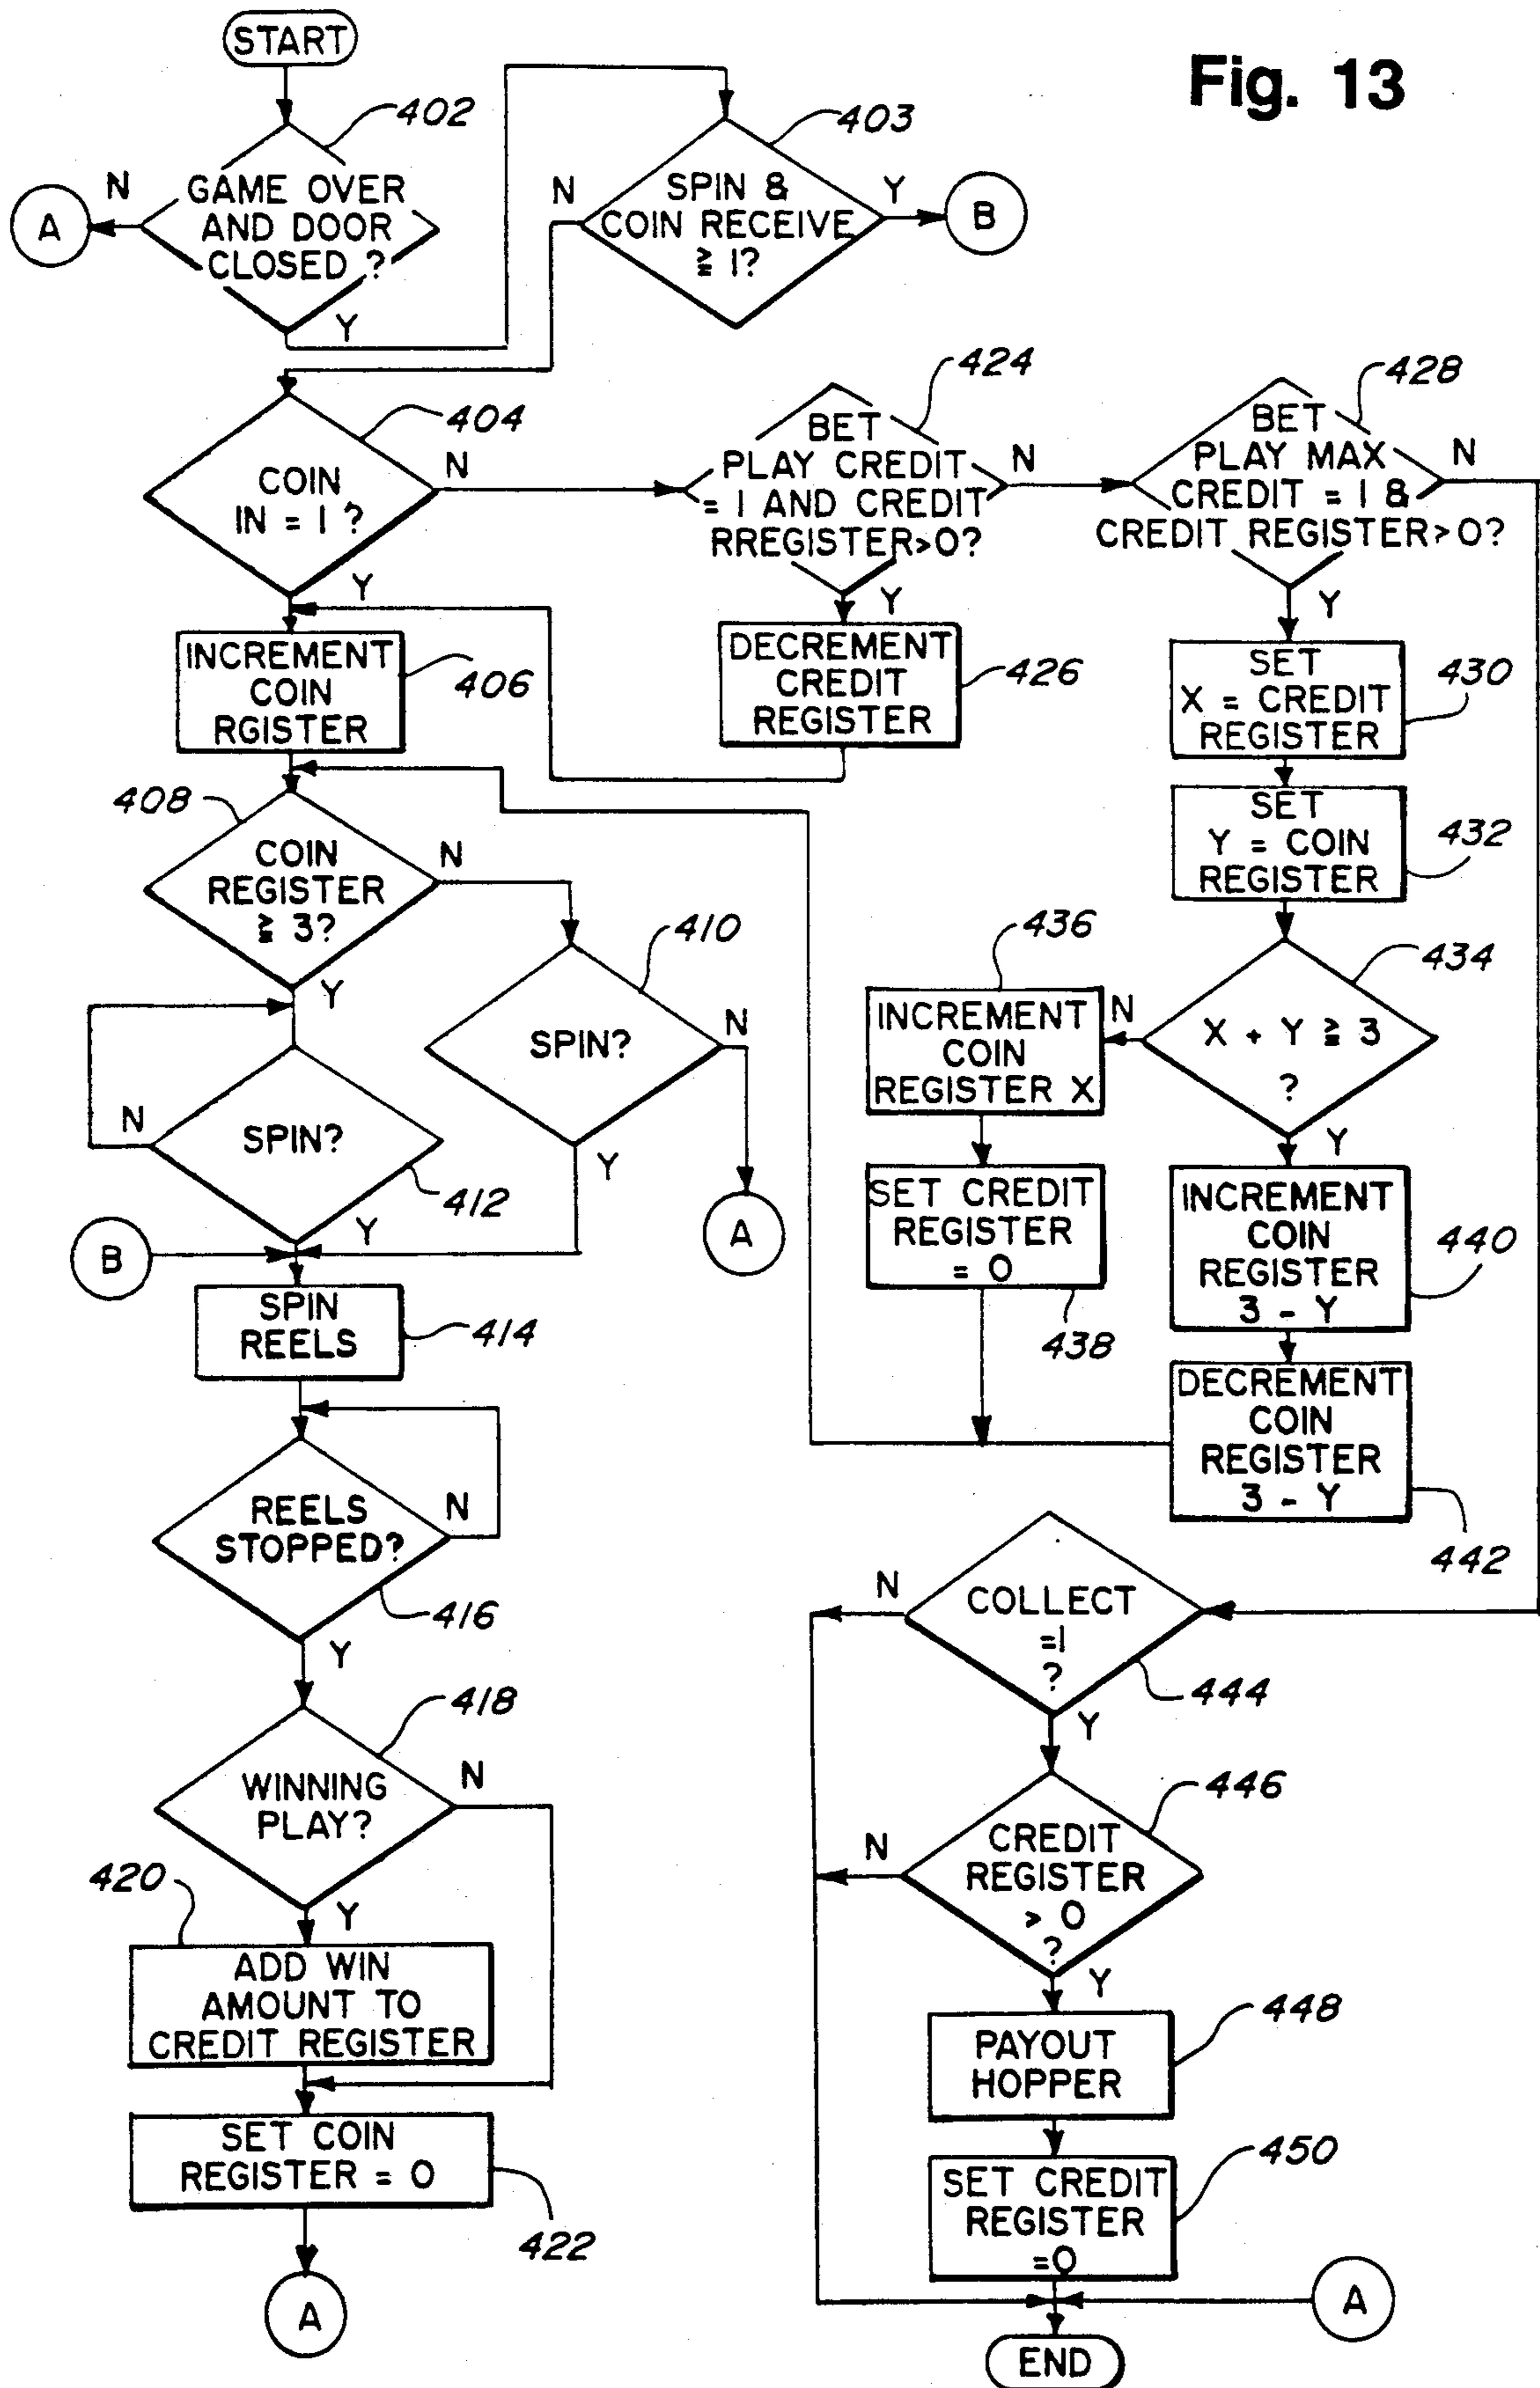 START
Fig. 13
402
403
N
GAME OVER
AND DOOR
CLOSED ?
A
Y
N
SPIN &
COIN RECEIVE
≧ 1?
Y
B
404
COIN
IN = 1 ?
N
Y
424
BET
PLAY CREDIT
= 1 AND CREDIT
RREGISTER>0?
N
Y
428
BET
PLAY MAX
CREDIT = 1 &
CREDIT REGISTER>0?
N
Y
INCREMENT
COIN
RGISTER
406
DECREMENT
CREDIT
REGISTER
426
SET
X = CREDIT
REGISTER
430
SET
Y = COIN
REGISTER
432
408
COIN
REGISTER
≧ 3?
N
Y
410
SPIN?
N
Y
A
N
SPIN?
412
Y
B
436
INCREMENT
COIN
REGISTER X
N
434
X + Y ≧ 3
?
Y
SET CREDIT
REGISTER
= 0
438
INCREMENT
COIN
REGISTER
3 - Y
440
DECREMENT
COIN
REGISTER
3 - Y
442
SPIN
REELS
414
REELS
STOPPED?
N
416
Y
418
WINNING
PLAY?
N
420
Y
ADD WIN
AMOUNT TO
CREDIT REGISTER
SET COIN
REGISTER = 0
422
A
N
COLLECT
=1
?
444
Y
446
N
CREDIT
REGISTER
> 0
?
Y
448
PAYOUT
HOPPER
450
SET CREDIT
REGISTER
=0
A
END